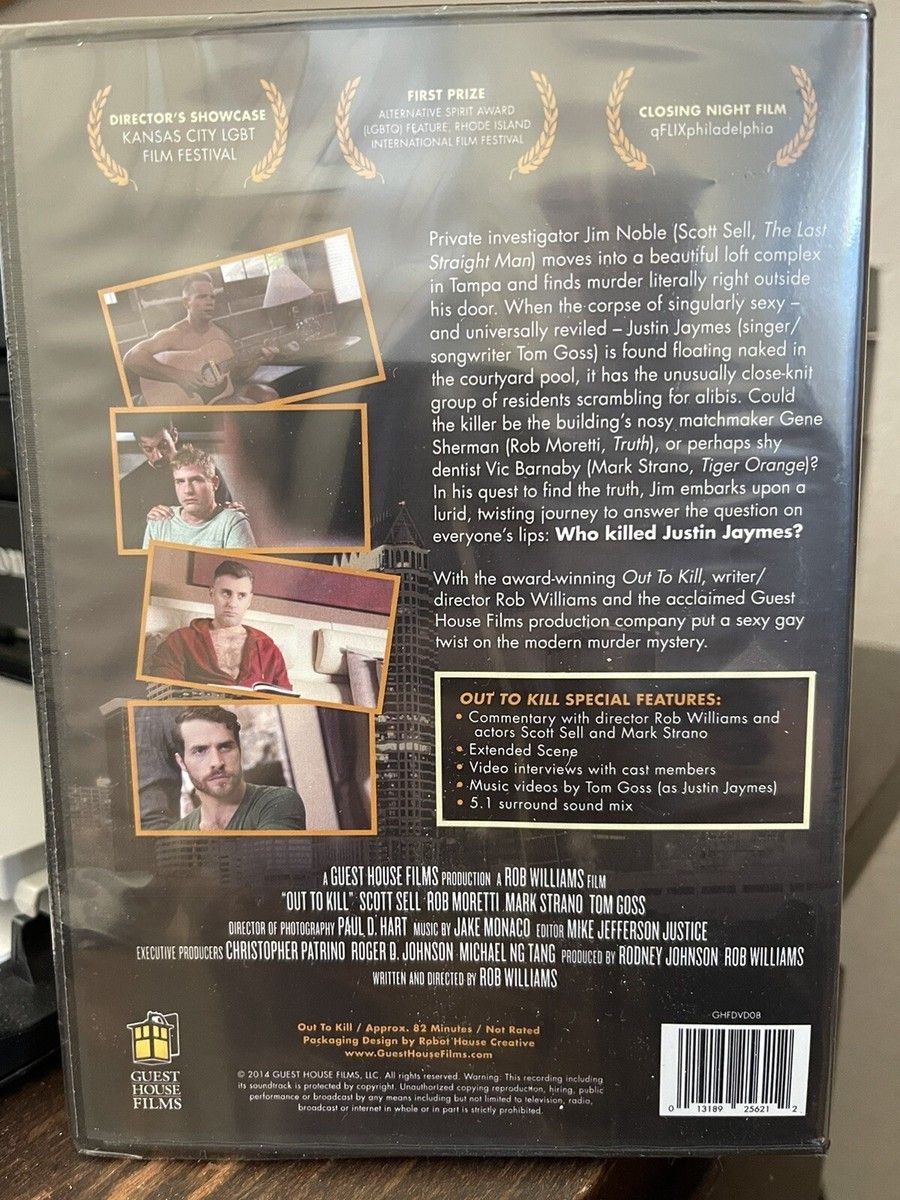 DIRECTOR'S SHOWCASE
KANSAS CITY LGBT
FILM FESTIVAL
FIRST PRIZE
ALTERNATIVE SPIRIT AWARD
(LGBTQ) FEATURE, RHODE ISLAND
INTERNATIONAL FILM FESTIVAL
CLOSING NIGHT FILM
qFLIXphiladelphia
Private investigator Jim Noble (Scott Sell, The Last
Straight Man) moves into a beautiful loft complex
in Tampa and finds murder literally right outside
his door. When the corpse of singularly sexy –
and universally reviled – Justin Jaymes (singer/
songwriter Tom Goss) is found floating naked in
the courtyard pool, it has the unusually close-knit
group of residents scrambling for alibis. Could
the killer be the building's nosy matchmaker Gene
Sherman (Rob Moretti, Truth), or perhaps shy
dentist Vic Barnaby (Mark Strano, Tiger Orange)?
In his quest to find the truth, Jim embarks upon a
lurid, twisting journey to answer the question on
everyone's lips: Who killed Justin Jaymes?
With the award-winning Out To Kill, writer/
director Rob Williams and the acclaimed Guest
House Films production company put a sexy gay
twist on the modern murder mystery.
OUT TO KILL SPECIAL FEATURES:
• Commentary with director Rob Williams and
actors Scott Sell and Mark Strano
• Extended Scene
• Video interviews with cast members
• Music videos by Tom Goss (as Justin Jaymes)
• 5.1 surround sound mix
A GUEST HOUSE FILMS PRODUCTION A ROB WILLIAMS FILM
"OUT TO KILL" SCOTT SELL ROB MORETTI MARK STRANO TOM GOSS
DIRECTOR OF PHOTOGRAPHY PAUL D. HART MUSIC BY JAKE MONACO EDITOR MIKE JEFFERSON JUSTICE
EXECUTIVE PRODUCERS CHRISTOPHER PATRINO ROGER B. JOHNSON MICHAEL NG TANG PRODUCED BY RODNEY JOHNSON ROB WILLIAMS
WRITTEN AND DIRECTED BY ROB WILLIAMS
GUEST
HOUSE
FILMS
Out To Kill / Approx. 82 Minutes / Not Rated
Packaging Design by Robot House Creative
www.GuestHouseFilms.com
© 2014 GUEST HOUSE FILMS, LLC. All rights reserved. Warning: This recording including
its soundtrack is protected by copyright. Unauthorized copying reproduction, hiring, public
performance or broadcast by any means including but not limited to television, radio,
broadcast or internet in whole or in part is strictly prohibited.
GHFDVD08
0 13189 25621 2